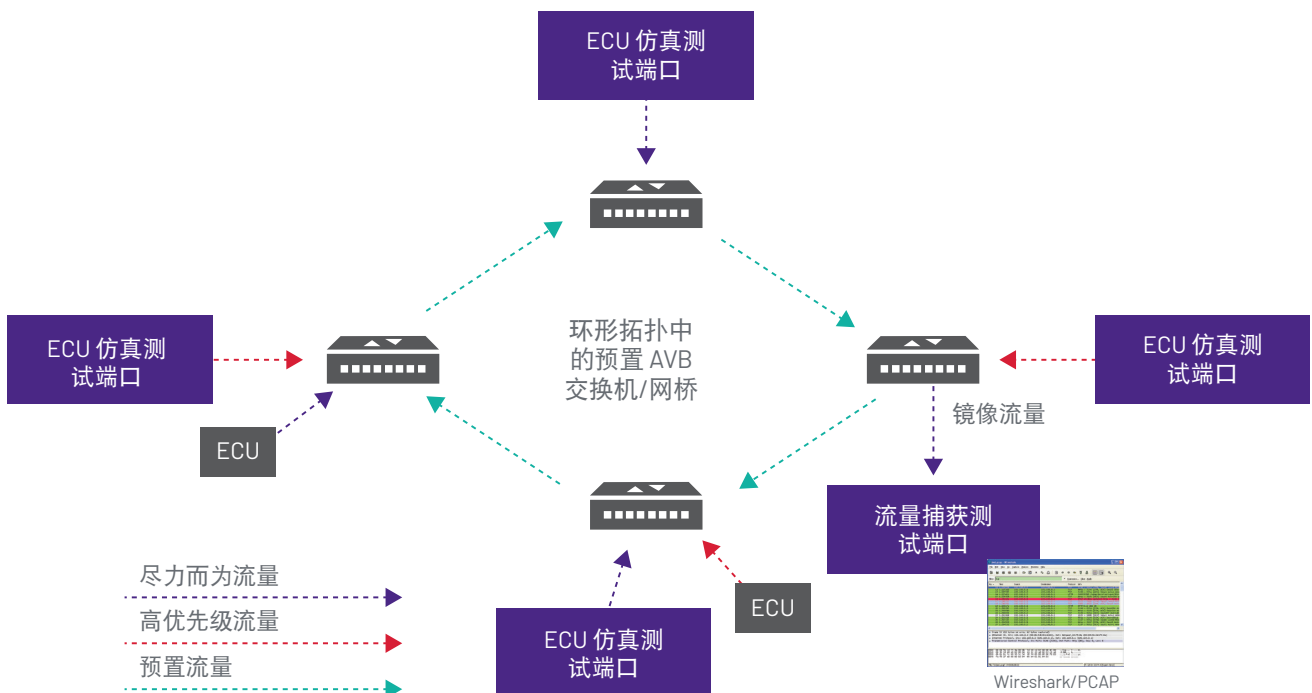 ECU 仿真测
试端口
ECU 仿真测
试端口
环形拓扑中
的预置 AVB
交换机/网桥
ECU 仿真测
试端口
镜像流量
ECU
流量捕获测
试端口
尽力而为流量
高优先级流量
预置流量
ECU 仿真测
试端口
ECU
Wireshark/PCAP